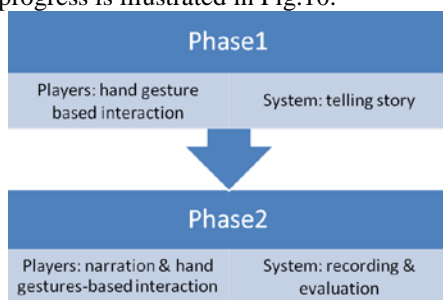 progress is illustrated in Fig.10.
Phase1
Players: hand gesture
based interaction
System: telling story
Phase2
Players: narration & hand
gestures-based interaction
System: recording &
evaluation